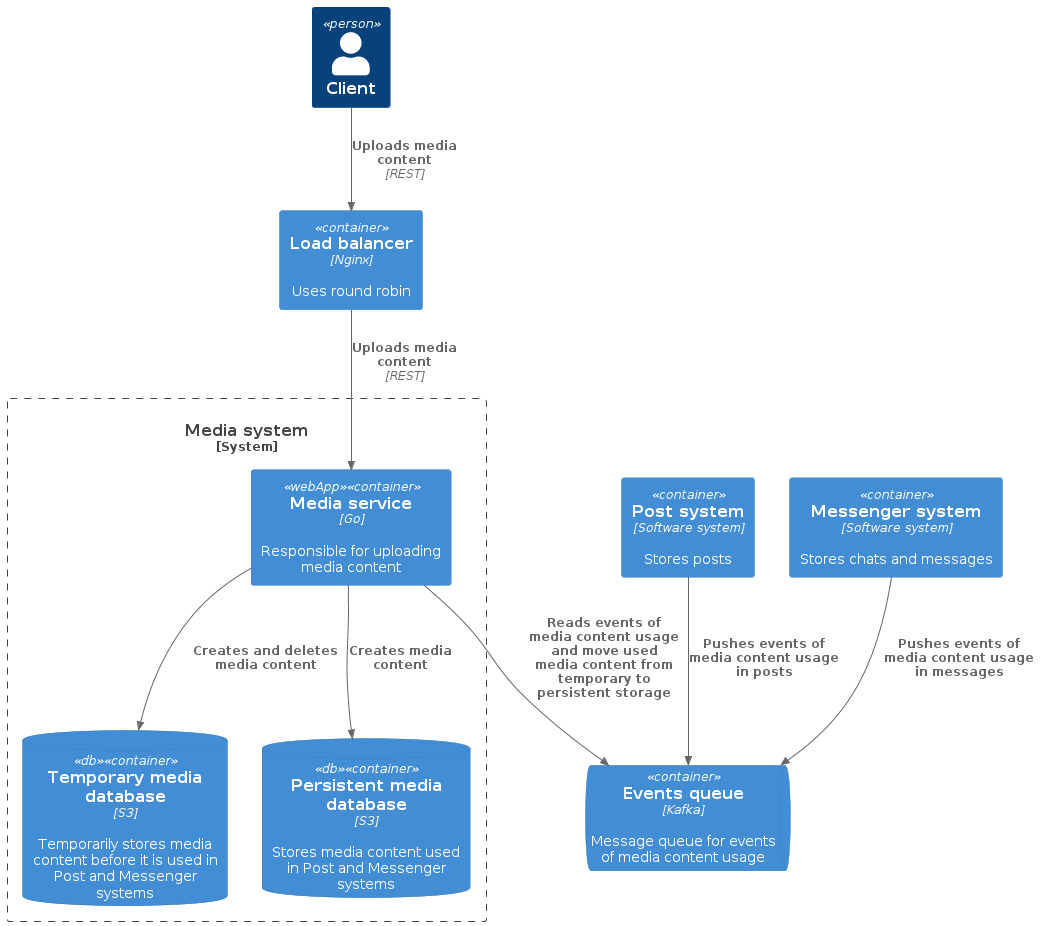 «person»
Client
Uploads media
content
[REST]
«container»
Load balancer
[Nginx]
Uses round robin
Uploads media
content
[REST]
Media system
[System]
«webApp»«container»
Media service
[Go]
Responsible for uploading
media content
«container»
Post system
[Software system]
Stores posts
«container»
Messenger system
[Software system]
Stores chats and messages
Creates and deletes
media content
Creates media
content
Reads events of
media content usage
and move used
media content from
temporary to
persistent storage
Pushes events of
media content usage
in posts
Pushes events of
media content usage
in messages
«db»«container»
Temporary media
database
[S3]
Temporarily stores media
content before it is used in
Post and Messenger
systems
«db»«container»
Persistent media
database
[S3]
Stores media content used
in Post and Messenger
systems
«container»
Events queue
[Kafka]
Message queue for events
of media content usage